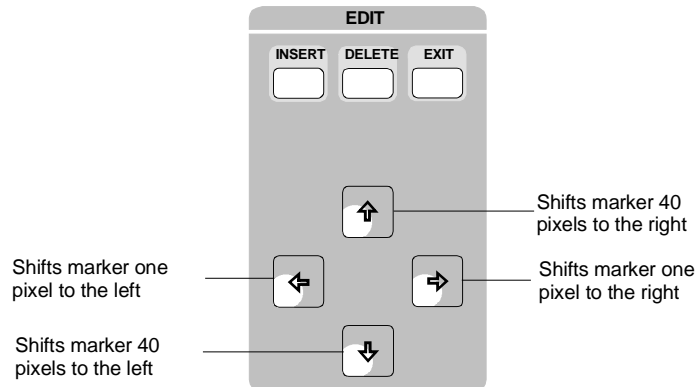 EDIT
INSERT DELETE EXIT
Shifts marker 40
pixels to the right
Shifts marker one
pixel to the left
Shifts marker one
pixel to the right
Shifts marker 40
pixels to the left